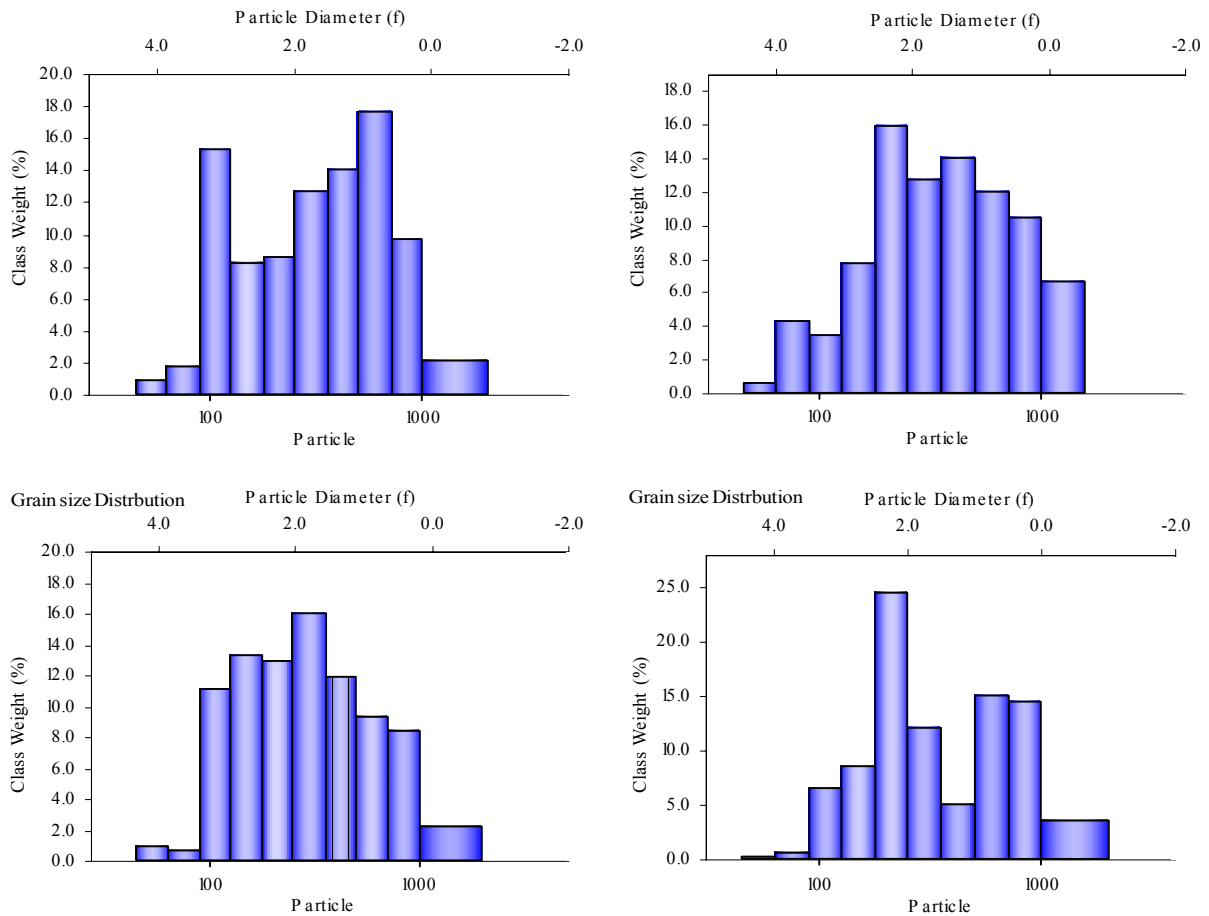 Particle Diameter (f)
4.0 2.0 0.0 -2.0
20.0
18.0
16.0
14.0
12.0
10.0
8.0
6.0
4.0
2.0
0.0
Class Weight (%)
100 1000
Particle
Particle Diameter (f)
4.0 2.0 0.0 -2.0
18.0
16.0
14.0
12.0
10.0
8.0
6.0
4.0
2.0
0.0
Class Weight (%)
100 1000
Particle
Grain size Distrbution Particle Diameter (f)
4.0 2.0 0.0 -2.0
20.0
18.0
16.0
14.0
12.0
10.0
8.0
6.0
4.0
2.0
0.0
Class Weight (%)
100 1000
Particle
Grain size Distrbution Particle Diameter (f)
4.0 2.0 0.0 -2.0
25.0
20.0
15.0
10.0
5.0
0.0
Class Weight (%)
100 1000
Particle